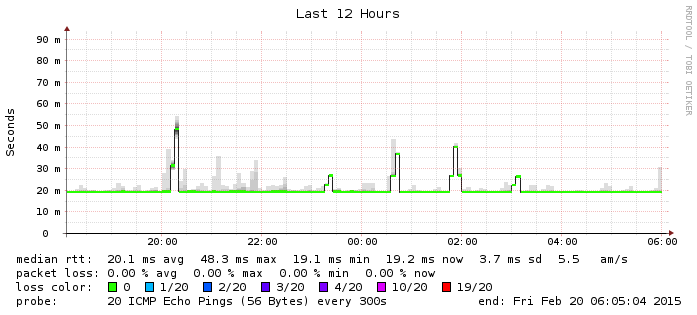 Last 12 Hours
RRDTOOL / TOBI OETIKER
Seconds
90 m
80 m
70 m
60 m
50 m
40 m
30 m
20 m
10 m
0
20:00 22:00 00:00 02:00 04:00 06:00
median rtt: 20.1 ms avg 48.3 ms max 19.1 ms min 19.2 ms now 3.7 ms sd 5.5 am/s
packet loss: 0.00 % avg 0.00 % max 0.00 % min 0.00 % now
loss color: 0 1/20 2/20 3/20 4/20 10/20 19/20
probe: 20 ICMP Echo Pings (56 Bytes) every 300s end: Fri Feb 20 06:05:04 2015